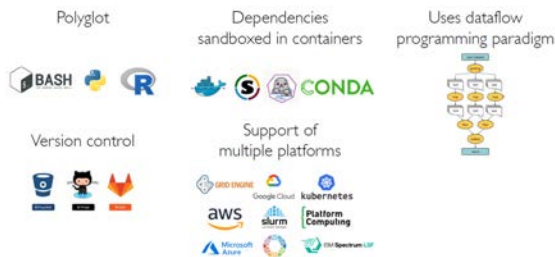 Polyglot
BASH
R
Dependencies
sandboxed in containers
S
CONDA
Uses dataflow
programming paradigm
Version control
Support of
multiple platforms
GRID ENGINE
Google Cloud
kubernetes
aws
slurm
Platform
Computing
Microsoft
Azure
IBM Spectrum LSF